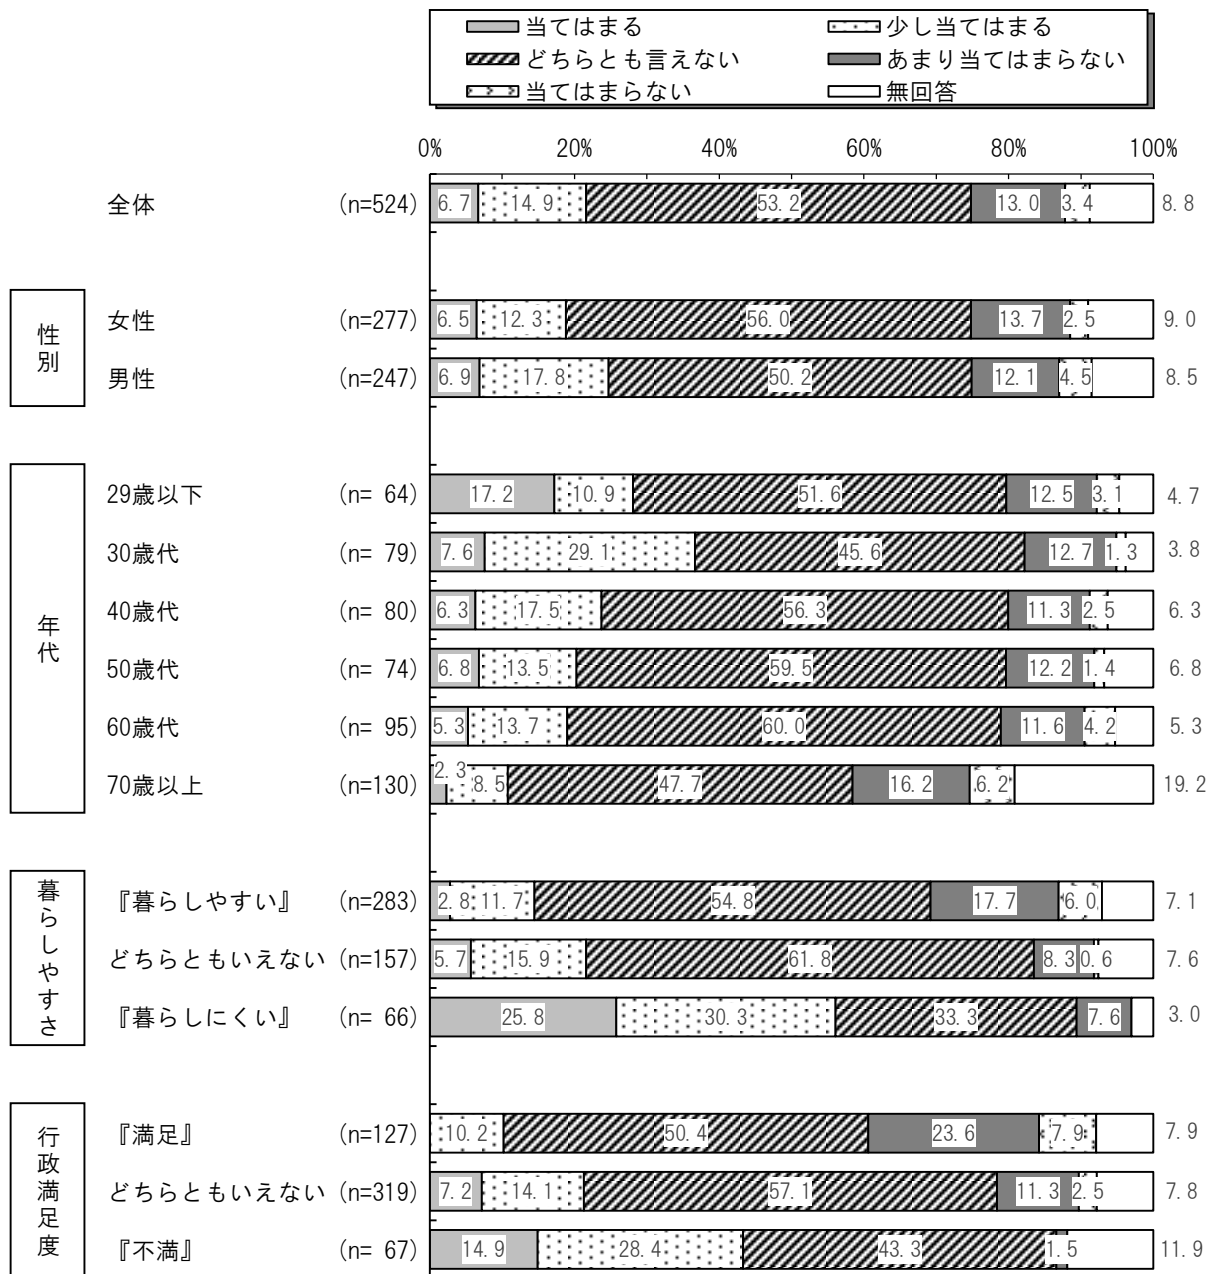 当てはまる 少し当てはまる
どちらとも言えない あまり当てはまらない
当てはまらない 無回答
0% 20% 40% 60% 80% 100%
全体 (n=524) 6.7 14.9 53.2 13.0 3.4 8.8
性別
女性 (n=277) 6.5 12.3 56.0 13.7 2.5 9.0
男性 (n=247) 6.9 17.8 50.2 12.1 4.5 8.5
年代
29歳以下 (n= 64) 17.2 10.9 51.6 12.5 3.1 4.7
30歳代 (n= 79) 7.6 29.1 45.6 12.7 1.3 3.8
40歳代 (n= 80) 6.3 17.5 56.3 11.3 2.5 6.3
50歳代 (n= 74) 6.8 13.5 59.5 12.2 1.4 6.8
60歳代 (n= 95) 5.3 13.7 60.0 11.6 4.2 5.3
70歳以上 (n=130) 2.3 8.5 47.7 16.2 6.2 19.2
暮らしやすさ
『暮らしやすい』 (n=283) 2.8 11.7 54.8 17.7 6.0 7.1
どちらともいえない (n=157) 5.7 15.9 61.8 8.3 0.6 7.6
『暮らしにくい』 (n= 66) 25.8 30.3 33.3 7.6 3.0
行政満足度
『満足』 (n=127) 10.2 50.4 23.6 7.9 7.9
どちらともいえない (n=319) 7.2 14.1 57.1 11.3 2.5 7.8
『不満』 (n= 67) 14.9 28.4 43.3 1.5 11.9